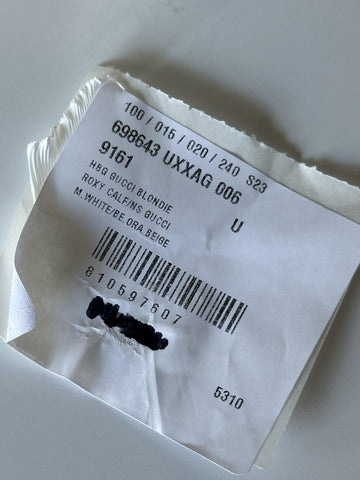 100 / 015 / 020 / 240 S23
698643 UXXAG 006
9161 U
HBG GUCCI BLONDIE
ROXY CALF/NS GUCCI
M.WHITE/BE.ORA.BEIGE
810597607
5310